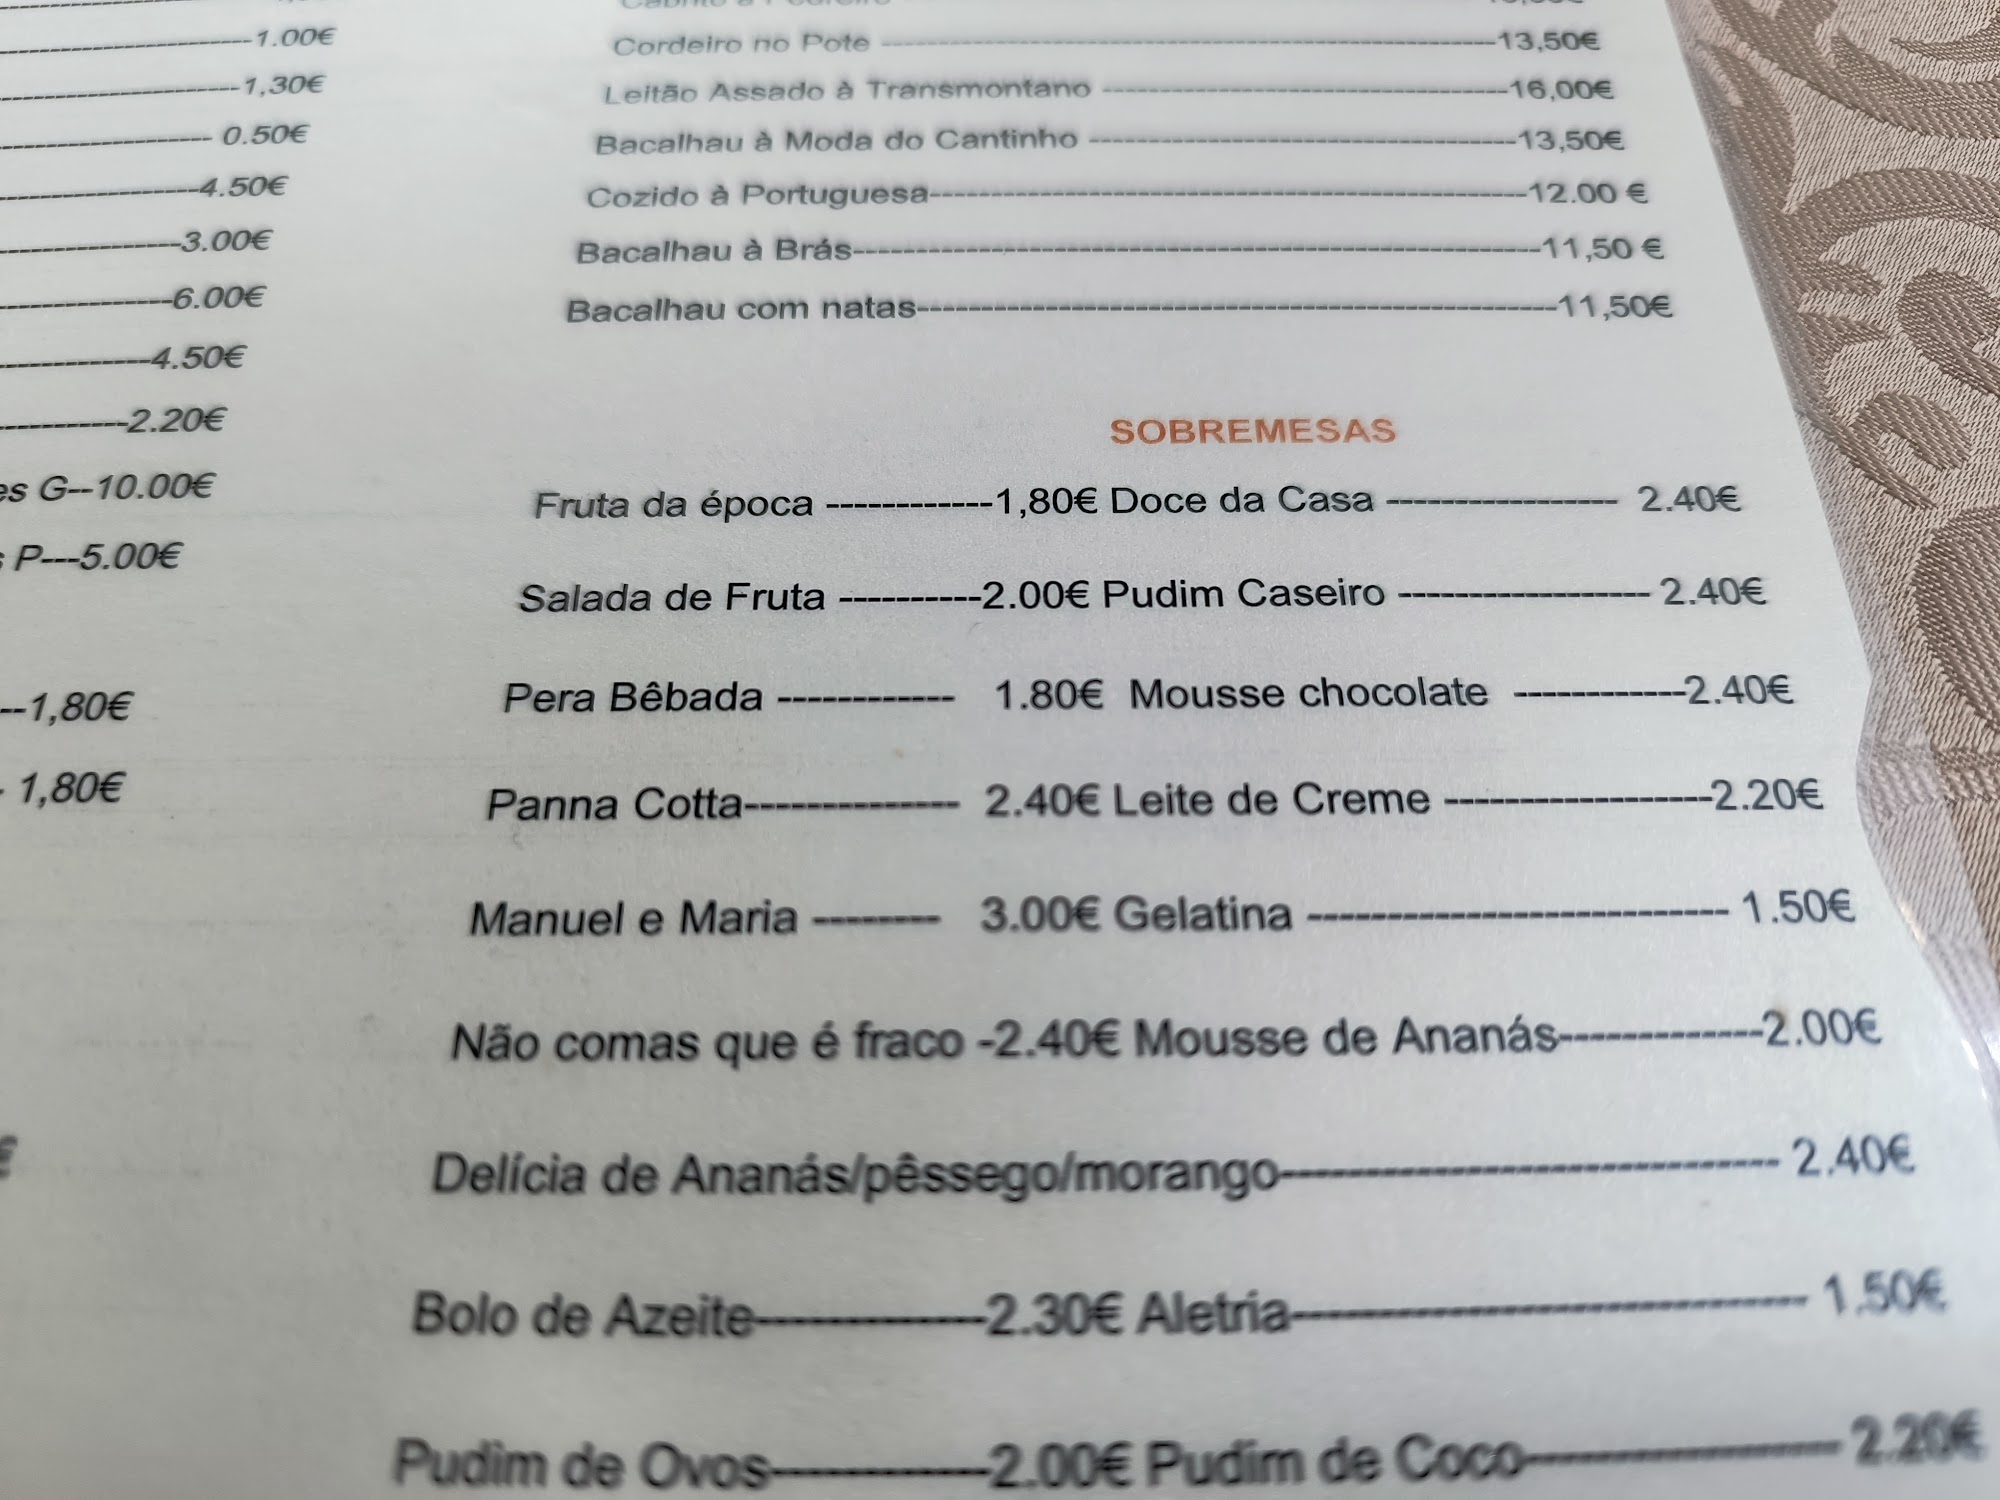 1.00€
1,30€
0.50€
4.50€
3.00€
6.00€
4.50€
2.20€
es G--10.00€
P---5.00€
--1,80€
- 1,80€
€
Cordeiro no Pote ----------13,50€
Leitão Assado à Transmontano ----------16,00€
Bacalhau à Moda do Cantinho ----------13,50€
Cozido à Portuguesa----------12.00 €
Bacalhau à Brás----------11,50 €
Bacalhau com natas----------11,50€
SOBREMESAS
Fruta da época ------------1,80€ Doce da Casa ---------------- 2.40€
Salada de Fruta ----------2.00€ Pudim Caseiro ----------------- 2.40€
Pera Bêbada ------------ 1.80€ Mousse chocolate ------------2.40€
Panna Cotta-------------- 2.40€ Leite de Creme -----------------2.20€
Manuel e Maria -------- 3.00€ Gelatina -------------------------- 1.50€
Não comas que é fraco -2.40€ Mousse de Ananás------------2.00€
Delícia de Ananás/pêssego/morango------------------------------ 2.40€
Bolo de Azeite--------------2.30€ Aletria------------------------------ 1.50€
Pudim de Ovos-------------2.00€ Pudim de Coco------------------ 2.20€